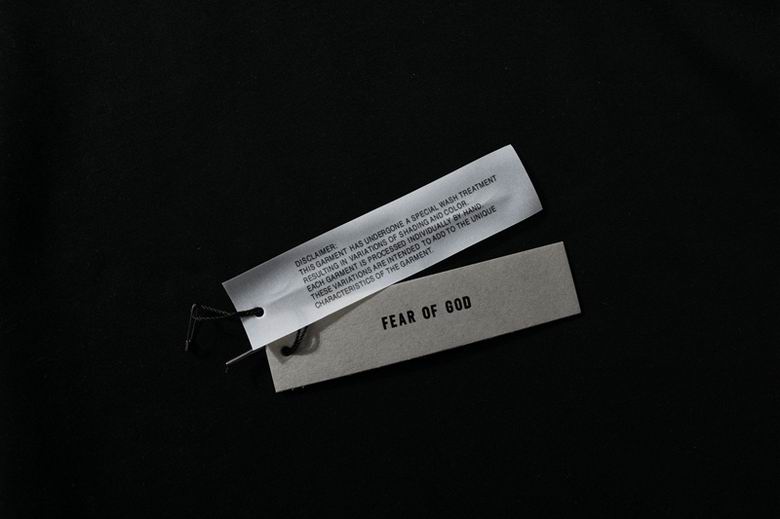 DISCLAIMER:
THIS GARMENT HAS UNDERGONE A SPECIAL WASH TREATMENT
RESULTING IN VARIATIONS OF SHADING AND COLOR.
EACH GARMENT IS PROCESSED INDIVIDUALLY BY HAND.
THESE VARIATIONS ARE INTENDED TO ADD TO THE UNIQUE
CHARACTERISTICS OF THE GARMENT.
FEAR OF GOD